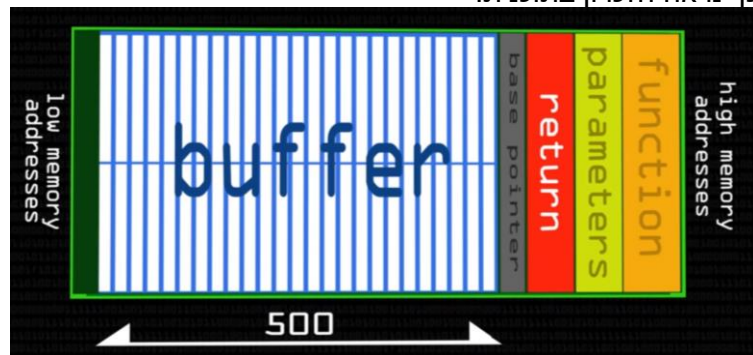 low memory
addresses
buffer
base pointer
return
parameters
function
high memory
addresses
500